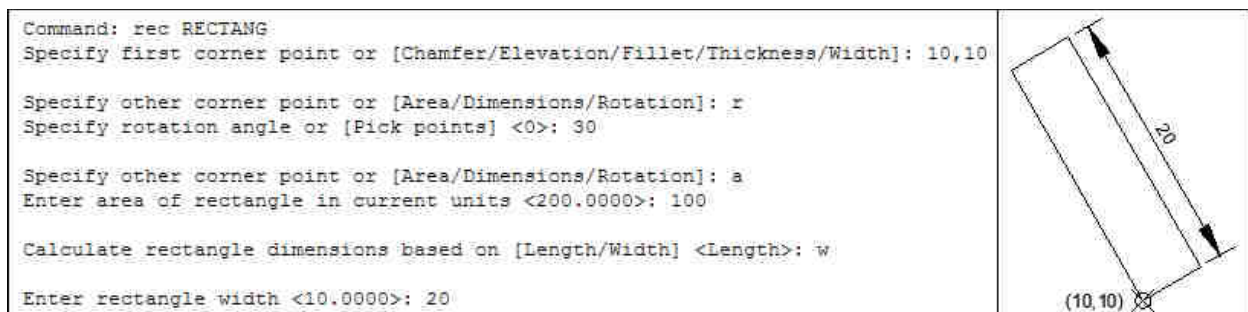 Command: rec RECTANG
Specify first corner point or [Chamfer/Elevation/Fillet/Thickness/Width]: 10,10
Specify other corner point or [Area/Dimensions/Rotation]: r
Specify rotation angle or [Pick points] <0>: 30
Specify other corner point or [Area/Dimensions/Rotation]: a
Enter area of rectangle in current units <200.0000>: 100
Calculate rectangle dimensions based on [Length/Width] <Length>: w
Enter rectangle width <10.0000>: 20
20
(10,10)